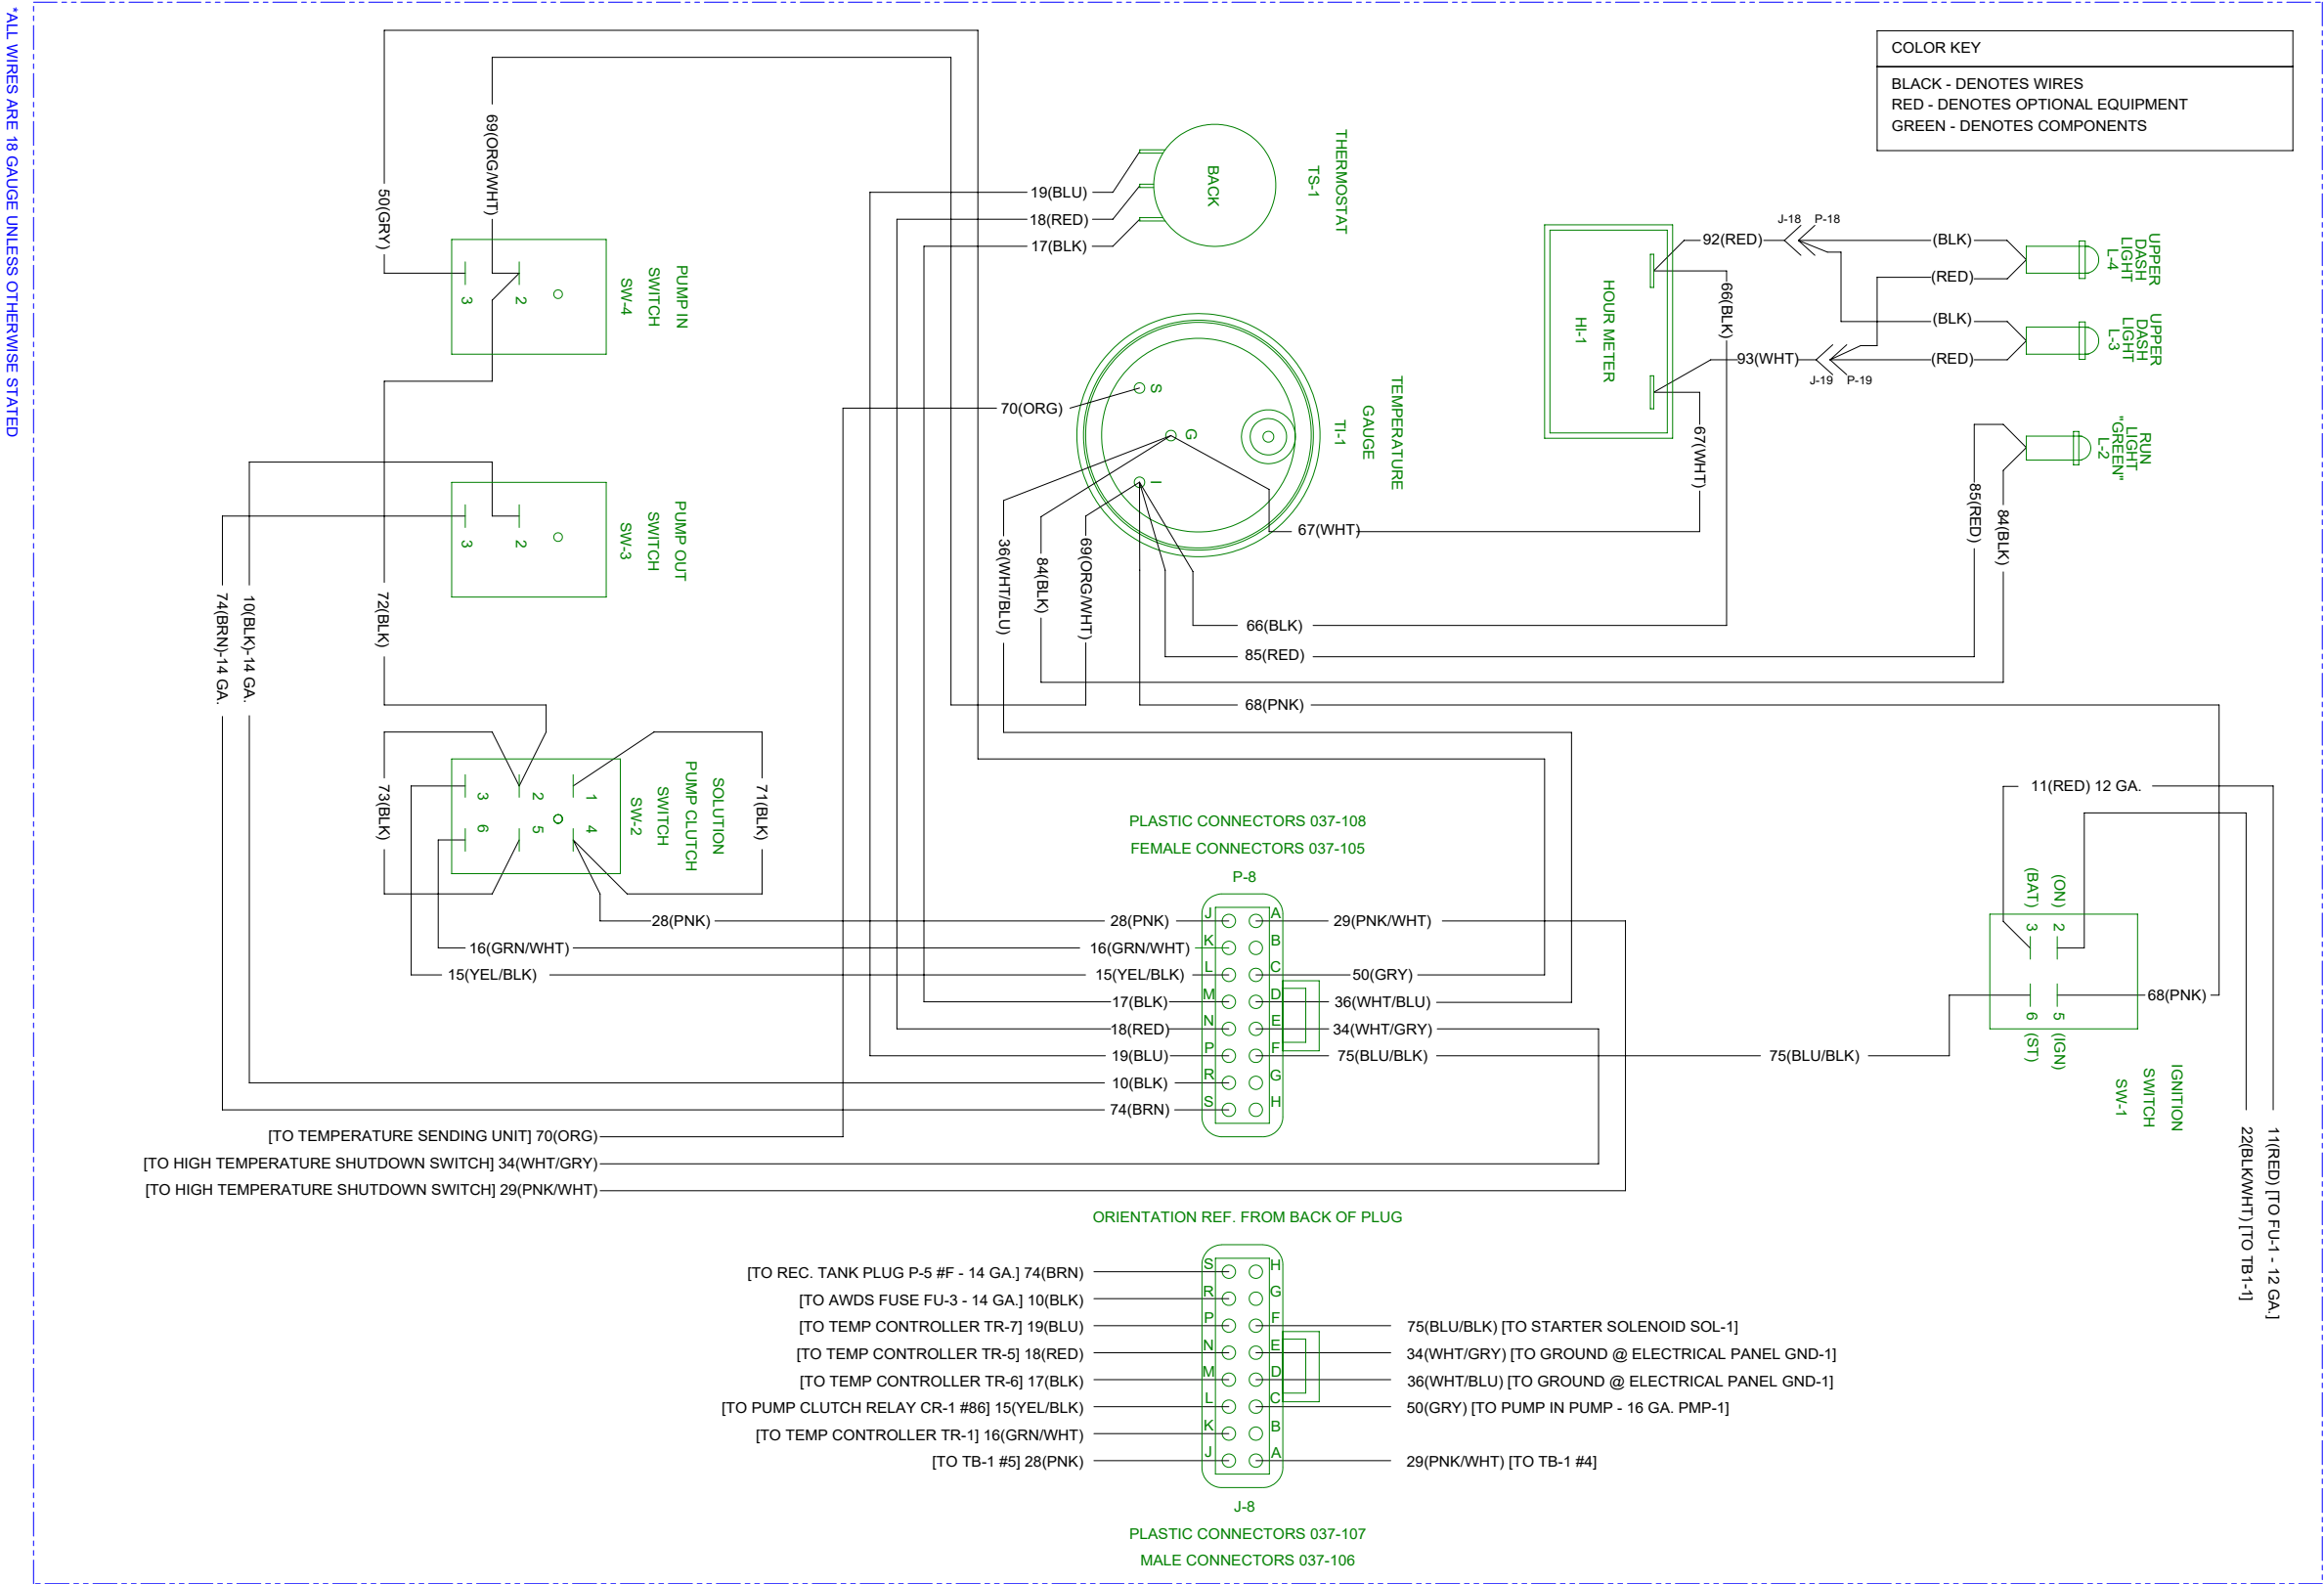 *ALL WIRES ARE 18 GAUGE UNLESS OTHERWISE STATED
COLOR KEY
BLACK - DENOTES WIRES
RED - DENOTES OPTIONAL EQUIPMENT
GREEN - DENOTES COMPONENTS
50(GRY)
69(ORG/WHT)
PUMP IN
SWITCH
SW-4
3
2
PUMP OUT
SWITCH
SW-3
3
2
74(BRN)-14 GA.
10(BLK)-14 GA.
72(BLK)
73(BLK)
71(BLK)
SOLUTION
PUMP CLUTCH
SWITCH
SW-2
3
2
1
6
5
4
THERMOSTAT
TS-1
BACK
19(BLU)
18(RED)
17(BLK)
TEMPERATURE
GAUGE
TI-1
S
G
I
70(ORG)
36(WHT/BLU)
84(BLK)
69(ORG/WHT)
67(WHT)
66(BLK)
85(RED)
68(PNK)
HOUR METER
HI-1
92(RED)
J-18
P-18
66(BLK)
93(WHT)
J-19
P-19
67(WHT)
(BLK)
(RED)
(BLK)
(RED)
UPPER
DASH
LIGHT
L-4
UPPER
DASH
LIGHT
L-3
RUN
LIGHT
"GREEN"
L-2
85(RED)
84(BLK)
11(RED) 12 GA.
(BAT)
(ON)
3
2
6
5
(ST)
(IGN)
68(PNK)
IGNITION
SWITCH
SW-1
11(RED) [TO FU-1 - 12 GA.]
22(BLK/WHT) [TO TB1-1]
PLASTIC CONNECTORS 037-108
FEMALE CONNECTORS 037-105
P-8
28(PNK) 28(PNK) J A 29(PNK/WHT)
16(GRN/WHT) 16(GRN/WHT) K B
15(YEL/BLK) 15(YEL/BLK) L C 50(GRY)
17(BLK) M D 36(WHT/BLU)
18(RED) N E 34(WHT/GRY)
19(BLU) P F 75(BLU/BLK) 75(BLU/BLK)
10(BLK) R G
74(BRN) S H
[TO TEMPERATURE SENDING UNIT] 70(ORG)
[TO HIGH TEMPERATURE SHUTDOWN SWITCH] 34(WHT/GRY)
[TO HIGH TEMPERATURE SHUTDOWN SWITCH] 29(PNK/WHT)
ORIENTATION REF. FROM BACK OF PLUG
[TO REC. TANK PLUG P-5 #F - 14 GA.] 74(BRN) S H
[TO AWDS FUSE FU-3 - 14 GA.] 10(BLK) R G
[TO TEMP CONTROLLER TR-7] 19(BLU) P F 75(BLU/BLK) [TO STARTER SOLENOID SOL-1]
[TO TEMP CONTROLLER TR-5] 18(RED) N E 34(WHT/GRY) [TO GROUND @ ELECTRICAL PANEL GND-1]
[TO TEMP CONTROLLER TR-6] 17(BLK) M D 36(WHT/BLU) [TO GROUND @ ELECTRICAL PANEL GND-1]
[TO PUMP CLUTCH RELAY CR-1 #86] 15(YEL/BLK) L C 50(GRY) [TO PUMP IN PUMP - 16 GA. PMP-1]
[TO TEMP CONTROLLER TR-1] 16(GRN/WHT) K B
[TO TB-1 #5] 28(PNK) J A 29(PNK/WHT) [TO TB-1 #4]
J-8
PLASTIC CONNECTORS 037-107
MALE CONNECTORS 037-106